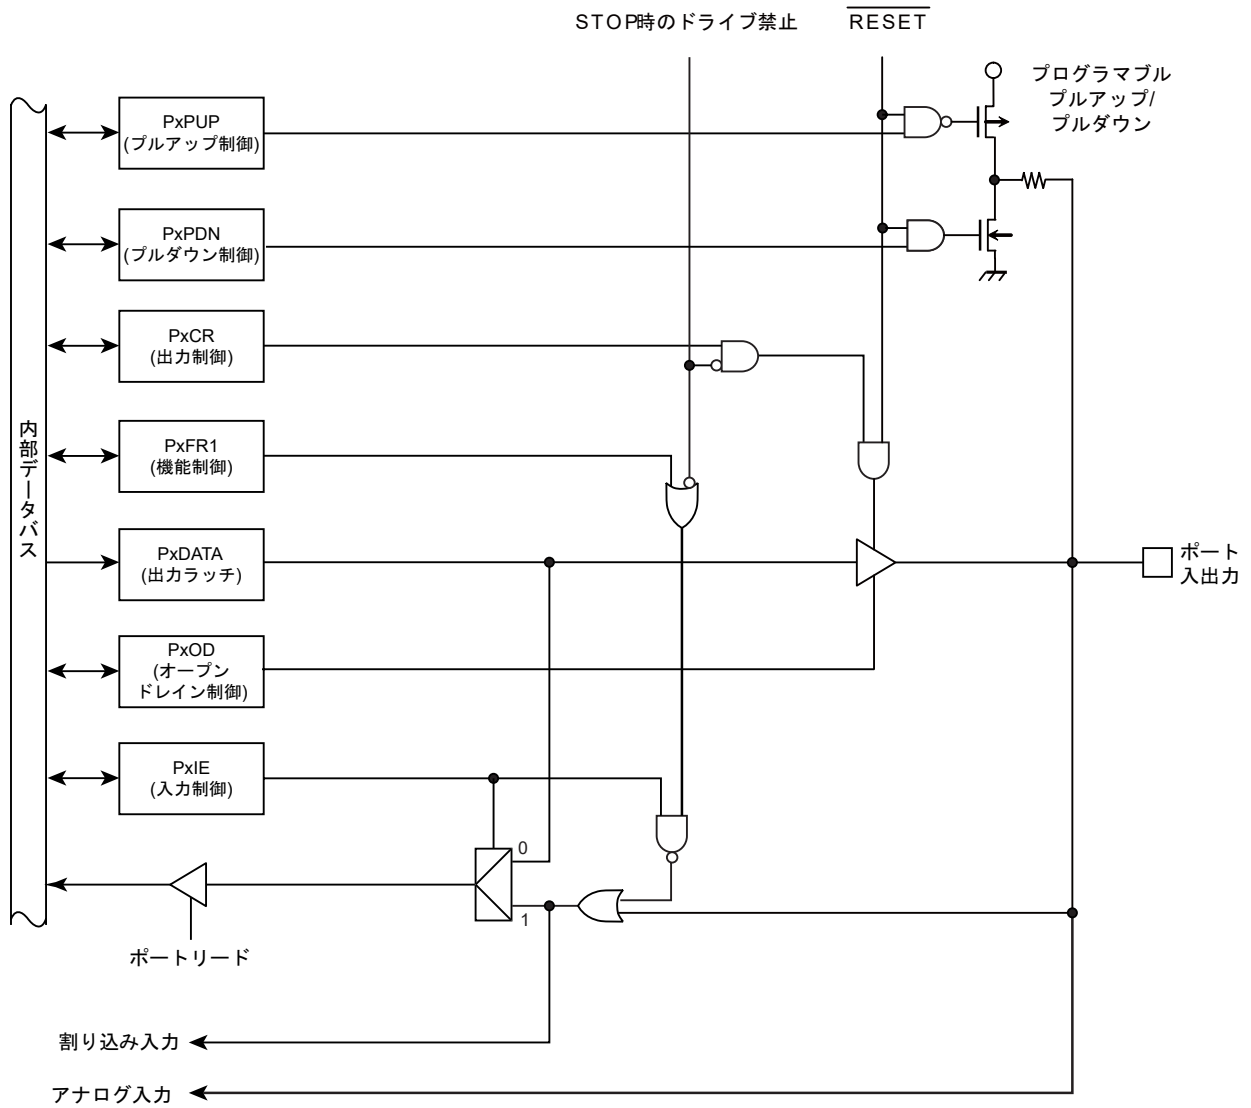 STOP時のドライブ禁止
RESET
プログラマブル
プルアップ/
プルダウン
PxPUP
(プルアップ制御)
PxPDN
(プルダウン制御)
PxCR
(出力制御)
PxFR1
(機能制御)
内部データバス
PxDATA
(出力ラッチ)
ポート
入出力
PxOD
(オープン
ドレイン制御)
PxIE
(入力制御)
0
1
ポートリード
割り込み入力
アナログ入力